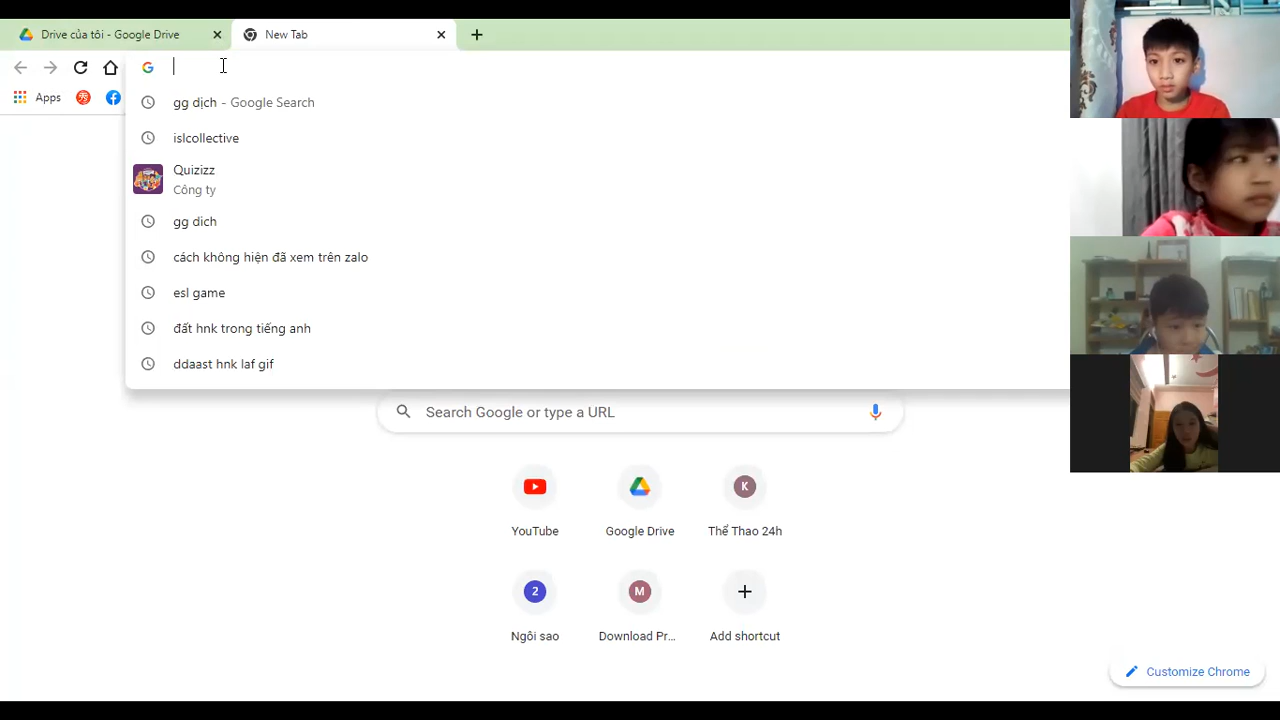 Drive của tôi - Google Drive
New Tab
Apps
gg dịch - Google Search
islcollective
Quizizz
Công ty
gg dich
cách không hiện đã xem trên zalo
esl game
đất hnk trong tiếng anh
ddaast hnk laf gif
Search Google or type a URL
K
YouTube
Google Drive
Thể Thao 24h
2
M
Ngôi sao
Download Pr...
Add shortcut
Customize Chrome